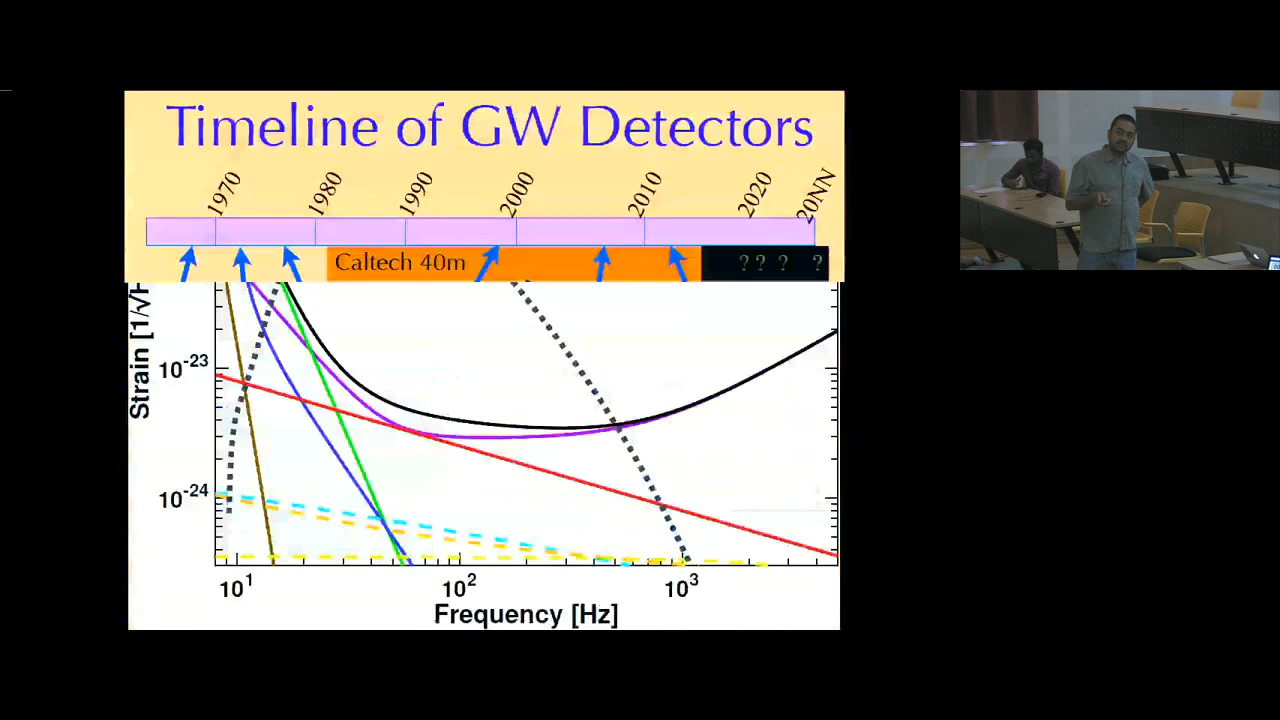 Timeline of GW Detectors
1970 1980 1990 2000 2010 2020 20NN
Caltech 40m ? ? ? ?
Strain [1/√H
10-23
10-24
10¹ 10² 10³
Frequency [Hz]